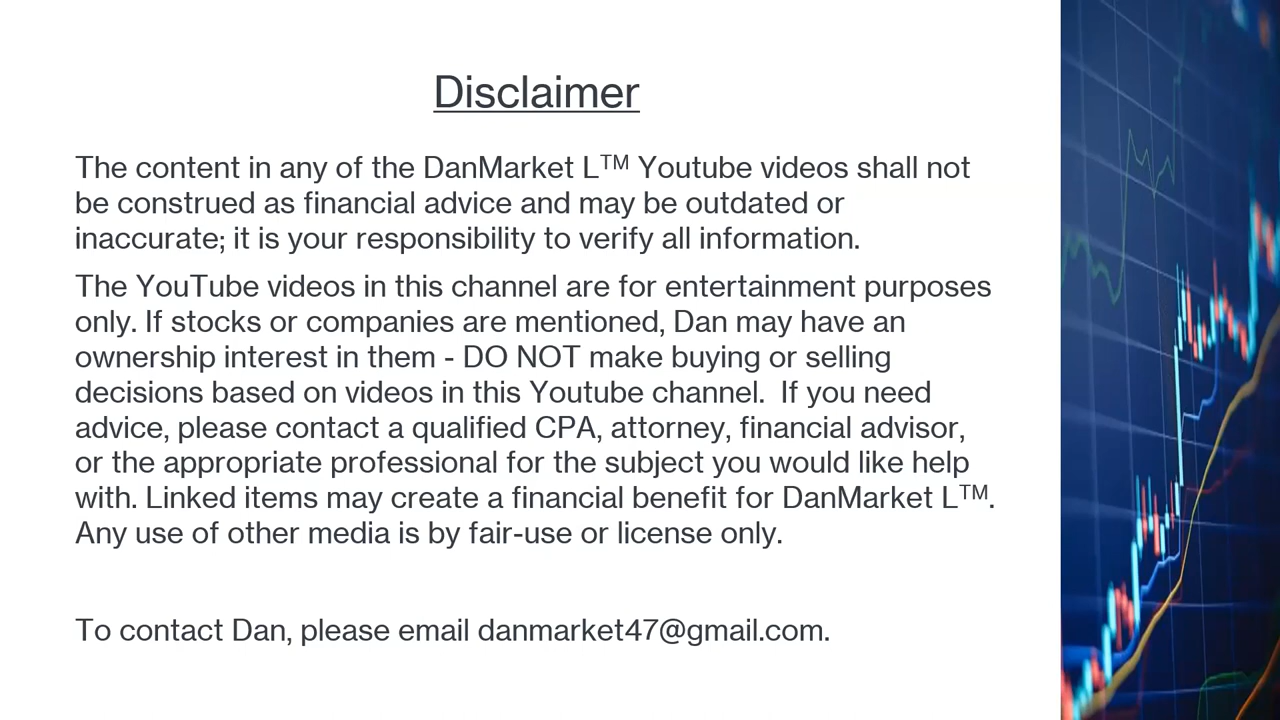 Disclaimer
The content in any of the DanMarket L™ Youtube videos shall not
be construed as financial advice and may be outdated or
inaccurate; it is your responsibility to verify all information.
The YouTube videos in this channel are for entertainment purposes
only. If stocks or companies are mentioned, Dan may have an
ownership interest in them - DO NOT make buying or selling
decisions based on videos in this Youtube channel.  If you need
advice, please contact a qualified CPA, attorney, financial advisor,
or the appropriate professional for the subject you would like help
with. Linked items may create a financial benefit for DanMarket L™.
Any use of other media is by fair-use or license only.
To contact Dan, please email danmarket47@gmail.com.